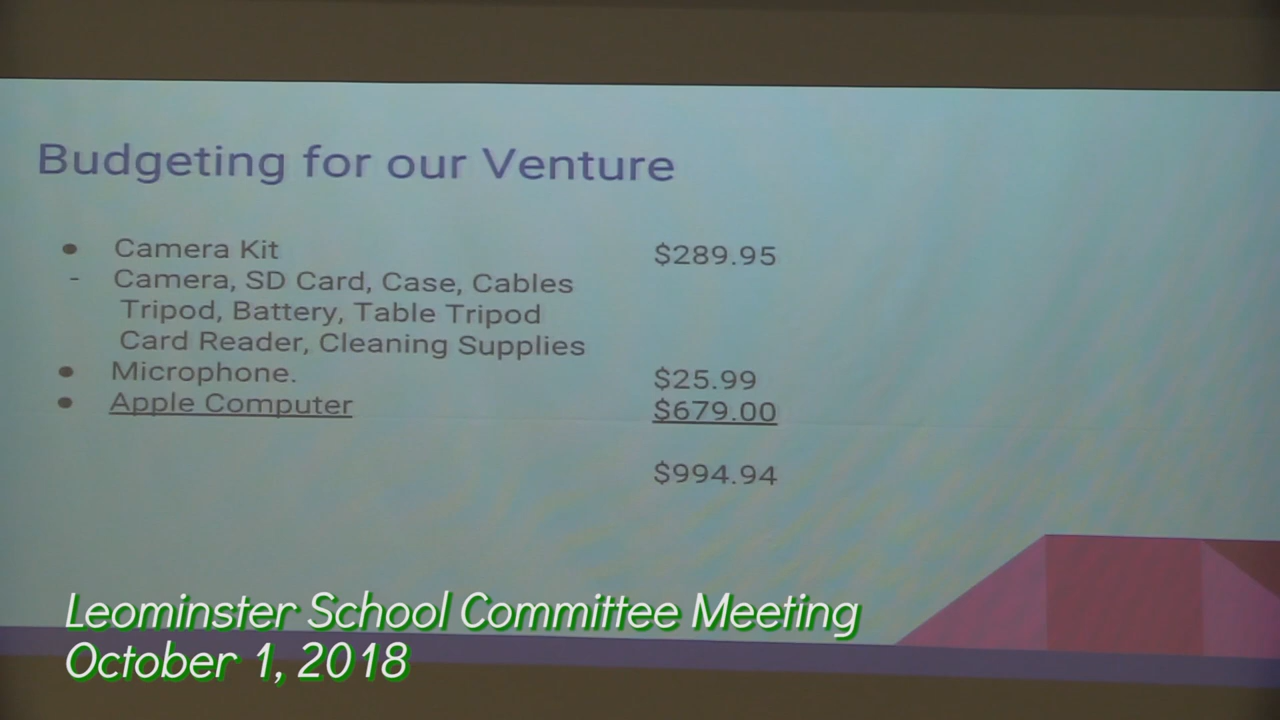 Budgeting for our Venture
● Camera Kit $289.95
- Camera, SD Card, Case, Cables
Tripod, Battery, Table Tripod
Card Reader, Cleaning Supplies
● Microphone. $25.99
● Apple Computer $679.00
$994.94
Leominster School Committee Meeting
October 1, 2018